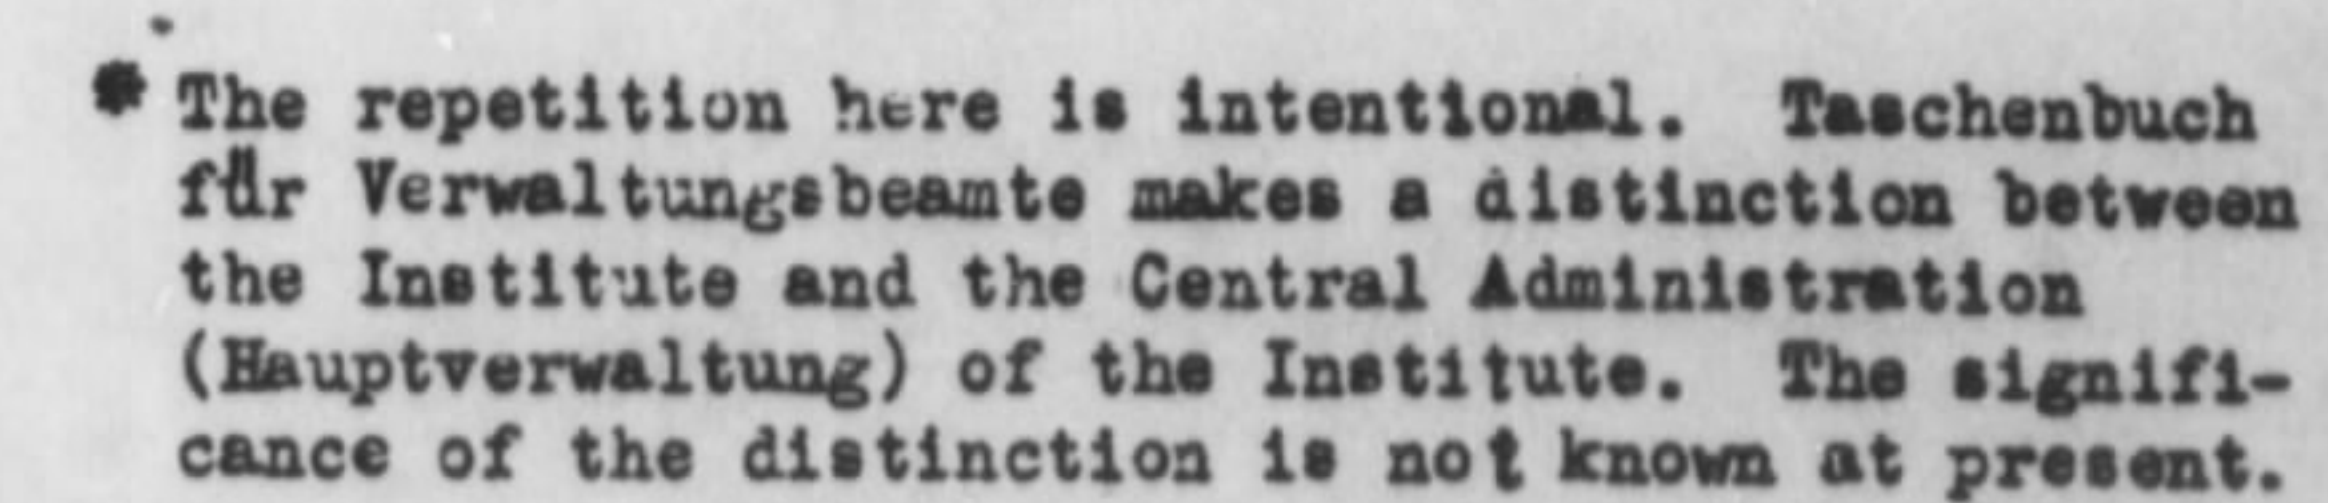 * The repetition here is intentional. Taschenbuch
für Verwaltungsbeamte makes a distinction between
the Institute and the Central Administration
(Hauptverwaltung) of the Institute. The signifi-
cance of the distinction is not known at present.